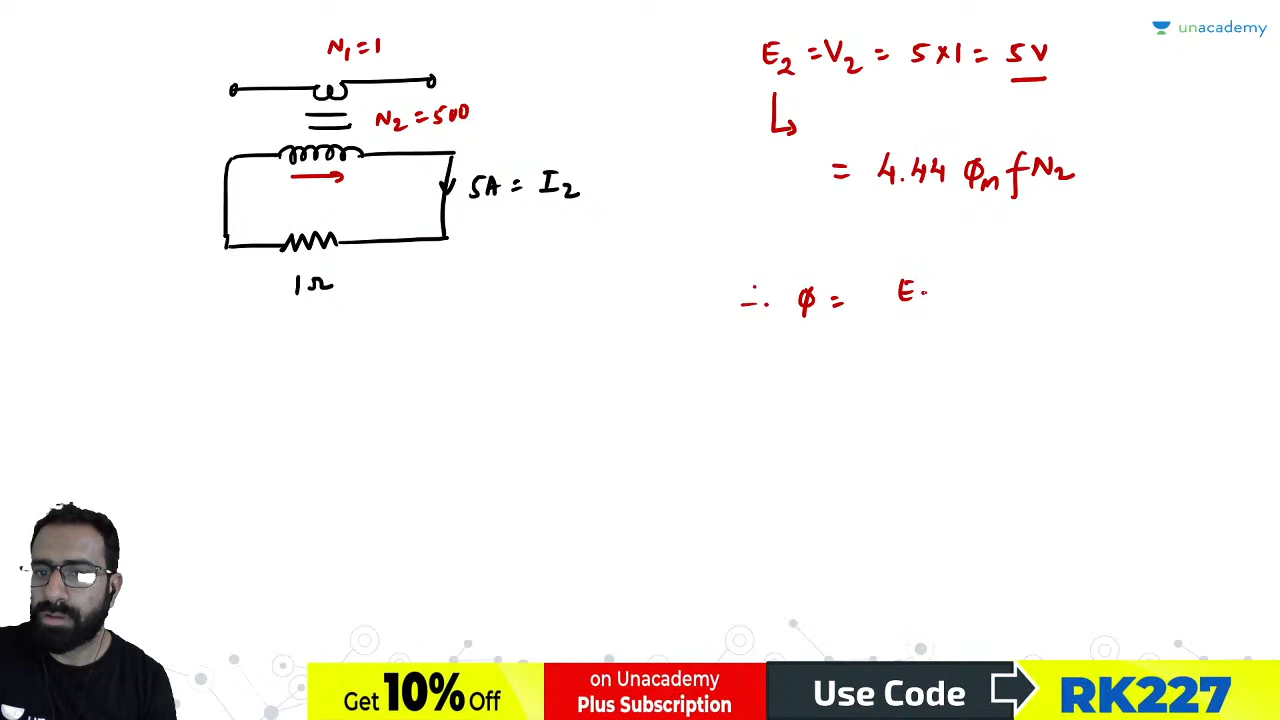 unacademy
N₁ = 1
N₂ = 500
5A = I₂
1Ω
E₂ = V₂ = 5 × 1 = 5 V
= 4.44 φₘ f N₂
∴ φ = E
Get 10% Off
on Unacademy
Plus Subscription
Use Code
RK227